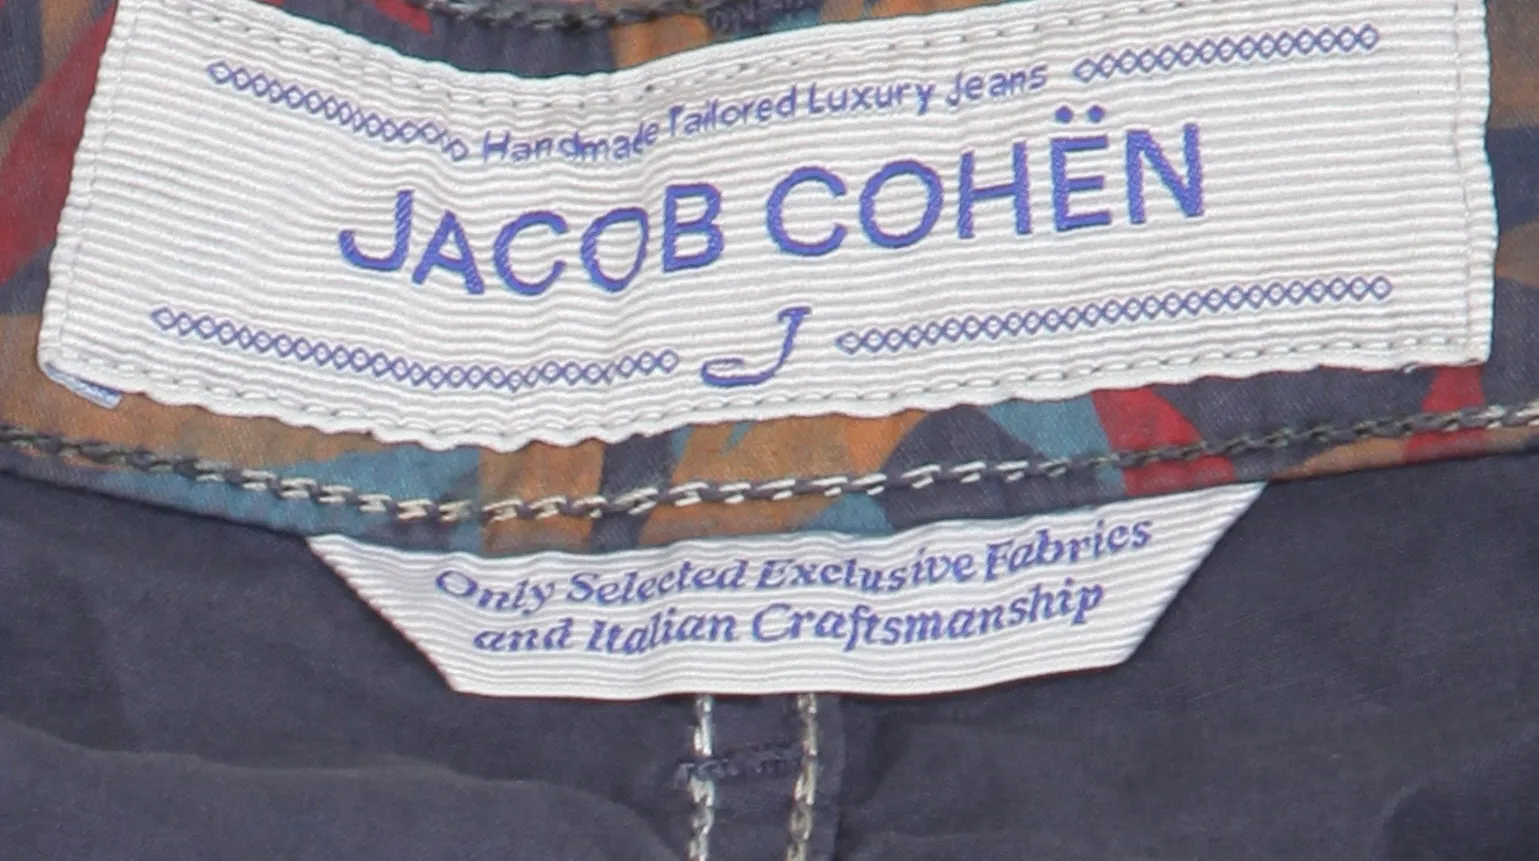 Handmade Tailored Luxury Jeans
JACOB COHËN
J
Only Selected Exclusive Fabrics
and Italian Craftsmanship